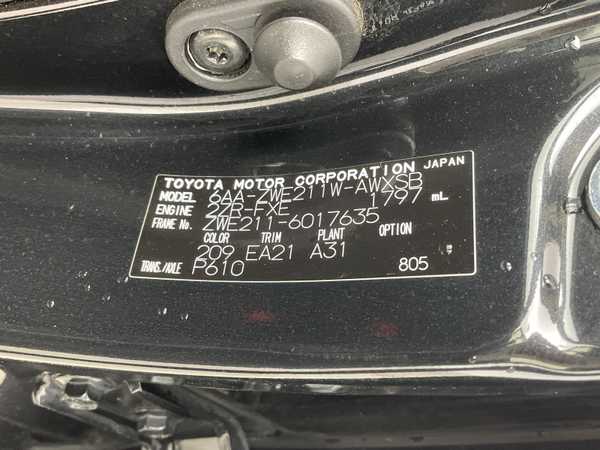 TOYOTA MOTOR CORPORATION JAPAN
MODEL 6AA-ZWE211W-AWXSB
ENGINE 2ZR-FXE 1797 mL
FRAME No. ZWE211-6017635
COLOR TRIM PLANT OPTION
209 EA21 A31
TRANS./AXLE P610 805